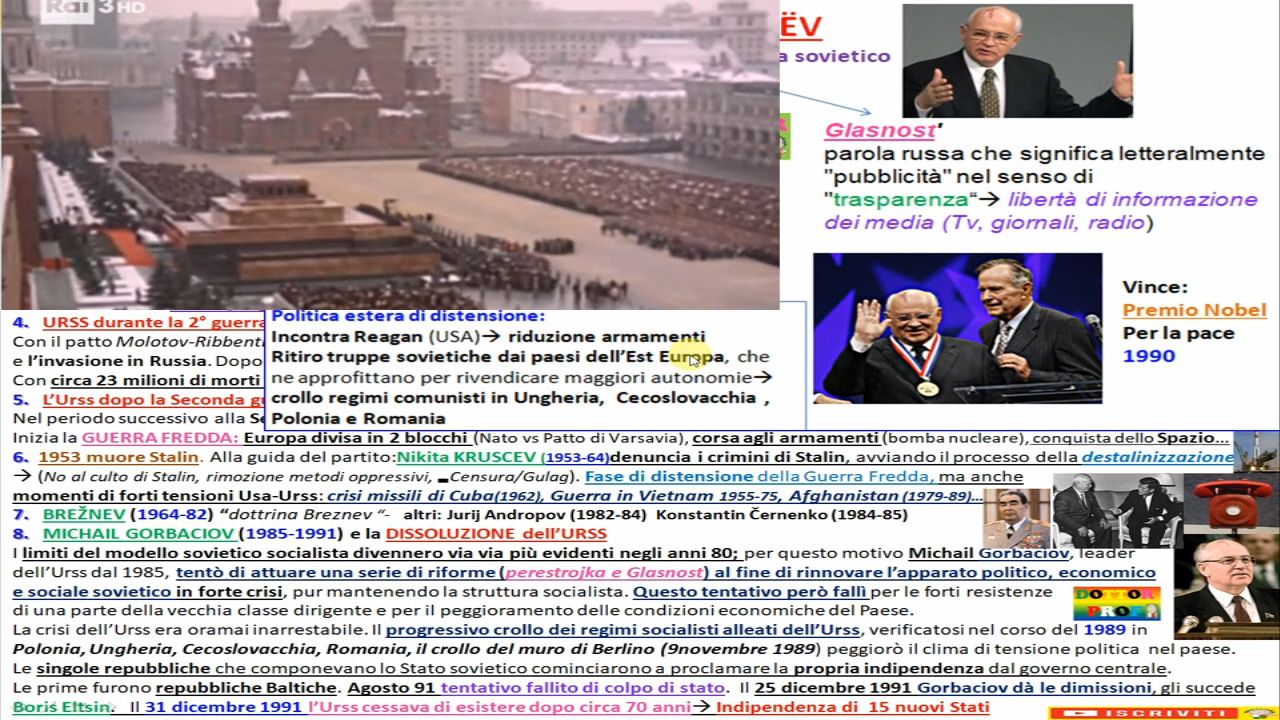 Rai 3HD
ËV
a sovietico
Glasnost'
parola russa che significa letteralmente
"pubblicità" nel senso di
"trasparenza"→ libertà di informazione
dei media (Tv, giornali, radio)
Vince:
Premio Nobel
Per la pace
1990
Politica estera di distensione:
Incontra Reagan (USA)→ riduzione armamenti
Ritiro truppe sovietiche dai paesi dell'Est Europa, che
ne approfittano per rivendicare maggiori autonomie→
crollo regimi comunisti in Ungheria, Cecoslovacchia ,
Polonia e Romania
4. URSS durante la 2° guerra
Con il patto Molotov-Ribbent
e l'invasione in Russia. Dopo
Con circa 23 milioni di morti
5. L'Urss dopo la Seconda gu
Nel periodo successivo alla Se
Inizia la GUERRA FREDDA: Europa divisa in 2 blocchi (Nato vs Patto di Varsavia), corsa agli armamenti (bomba nucleare), conquista dello Spazio...
6. 1953 muore Stalin. Alla guida del partito:Nikita KRUSCEV (1953-64)denuncia i crimini di Stalin, avviando il processo della destalinizzazione
→ (No al culto di Stalin, rimozione metodi oppressivi, Censura/Gulag). Fase di distensione della Guerra Fredda, ma anche
momenti di forti tensioni Usa-Urss: crisi missili di Cuba(1962), Guerra in Vietnam 1955-75, Afghanistan (1979-89)...
7. BREŽNEV (1964-82) "dottrina Breznev "- altri: Jurij Andropov (1982-84) Konstantin Černenko (1984-85)
8. MICHAIL GORBACIOV (1985-1991) e la DISSOLUZIONE dell'URSS
I limiti del modello sovietico socialista divennero via via più evidenti negli anni 80; per questo motivo Michail Gorbaciov, leader
dell'Urss dal 1985, tentò di attuare una serie di riforme (perestrojka e Glasnost) al fine di rinnovare l'apparato politico, economico
e sociale sovietico in forte crisi, pur mantenendo la struttura socialista. Questo tentativo però fallì per le forti resistenze
di una parte della vecchia classe dirigente e per il peggioramento delle condizioni economiche del Paese.
DOTTOR
PROF
La crisi dell'Urss era oramai inarrestabile. Il progressivo crollo dei regimi socialisti alleati dell'Urss, verificatosi nel corso del 1989 in
Polonia, Ungheria, Cecoslovacchia, Romania, il crollo del muro di Berlino (9novembre 1989) peggiorò il clima di tensione politica nel paese.
Le singole repubbliche che componevano lo Stato sovietico cominciarono a proclamare la propria indipendenza dal governo centrale.
Le prime furono repubbliche Baltiche. Agosto 91 tentativo fallito di colpo di stato. Il 25 dicembre 1991 Gorbaciov dà le dimissioni, gli succede
Boris Eltsin. Il 31 dicembre 1991 l'Urss cessava di esistere dopo circa 70 anni→ Indipendenza di 15 nuovi Stati
ISCRIVITI